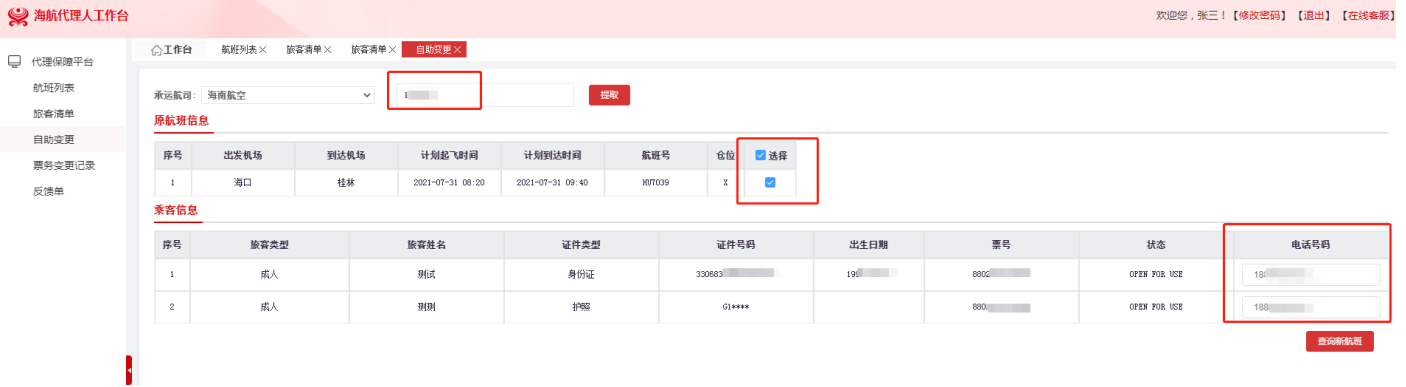 海航代理人工作台
欢迎您，张三！【修改密码】【退出】【在线客服】
代理保障平台
航班列表
旅客清单
自助变更
票务变更记录
反馈单
工作台 航班列表× 旅客清单× 旅客清单× 自助变更×
承运航司: 海南航空 1 提取
原航班信息
序号 出发机场 到达机场 计划起飞时间 计划到达时间 航班号 仓位 选择
1 海口 桂林 2021-07-31 08:20 2021-07-31 09:40 HU7039 X
乘客信息
序号 旅客类型 旅客姓名 证件类型 证件号码 出生日期 票号 状态 电话号码
1 成人 测试 身份证 330683 199 8802 OPEN FOR USE 188
2 成人 测测 护照 G1**** 880 OPEN FOR USE 188
查询新航班